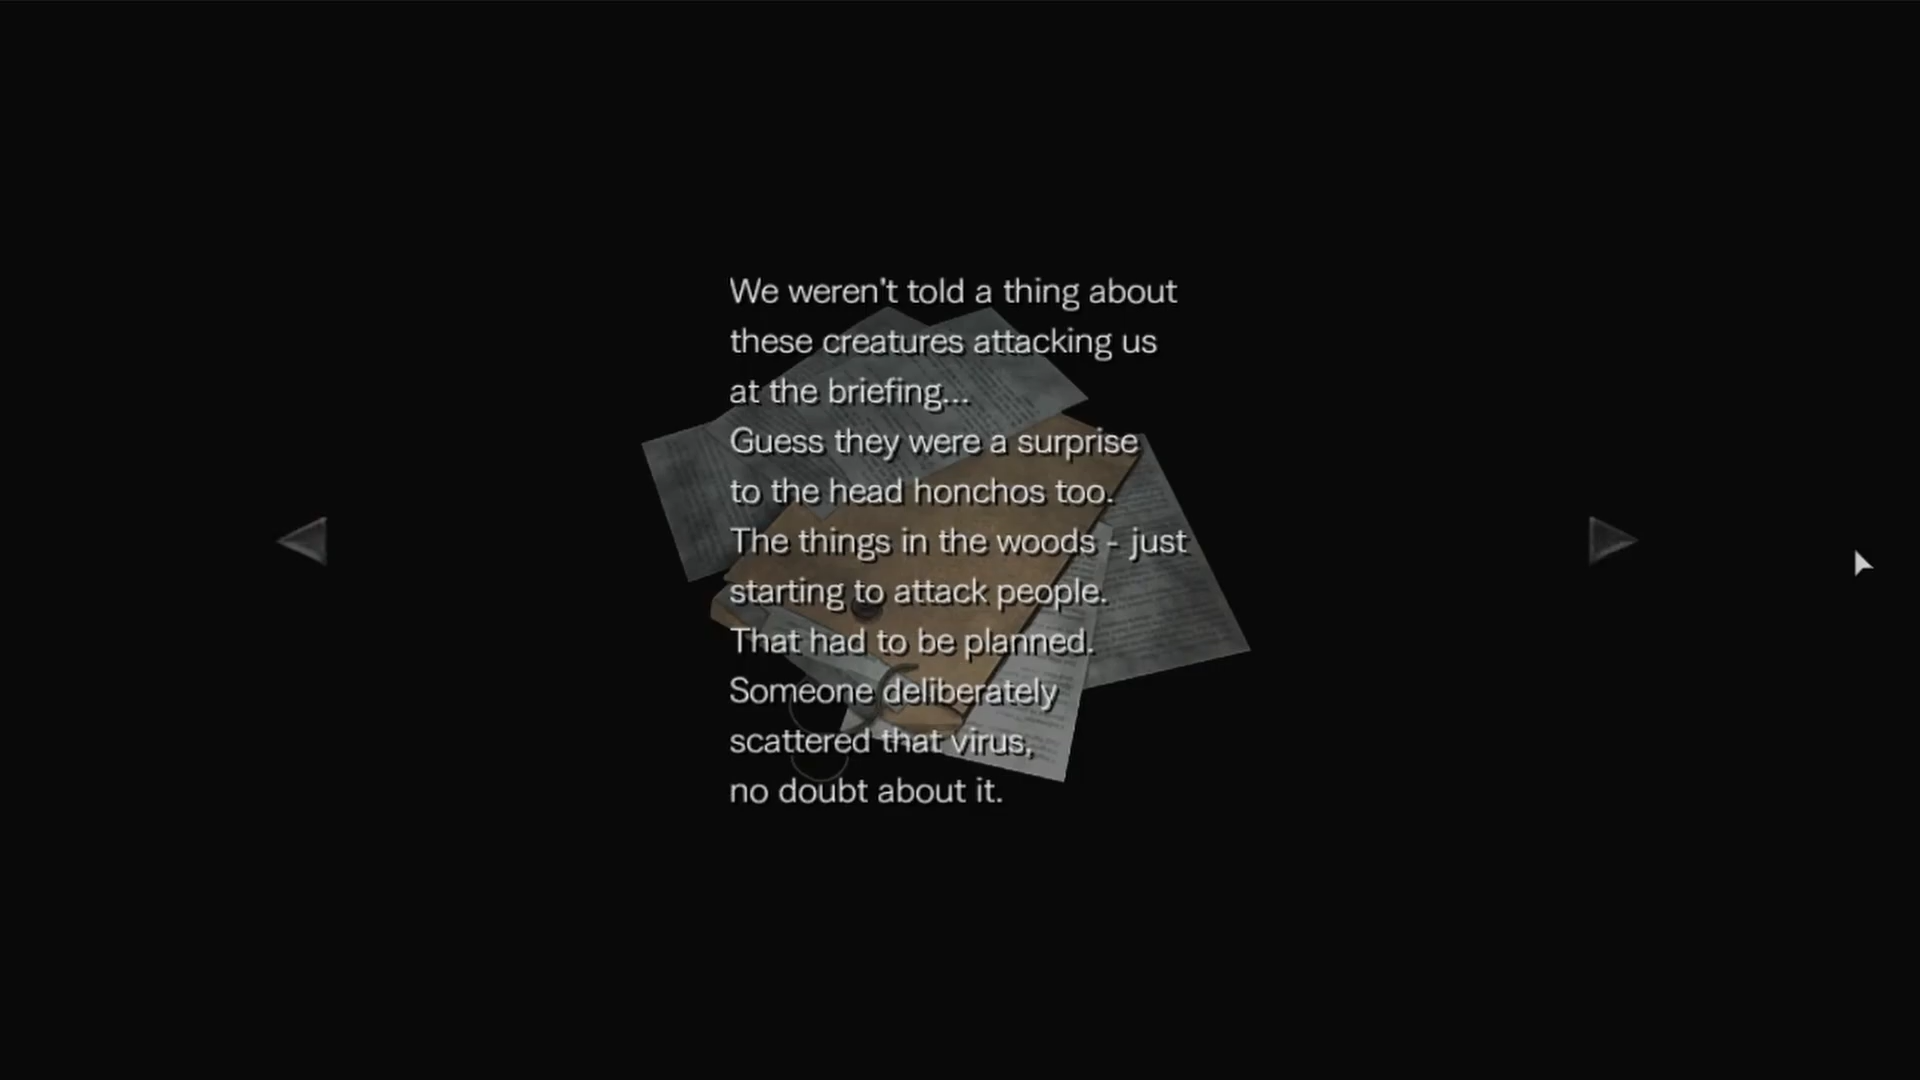 We weren't told a thing about
these creatures attacking us
at the briefing...
Guess they were a surprise
to the head honchos too.
The things in the woods - just
starting to attack people.
That had to be planned.
Someone deliberately
scattered that virus,
no doubt about it.